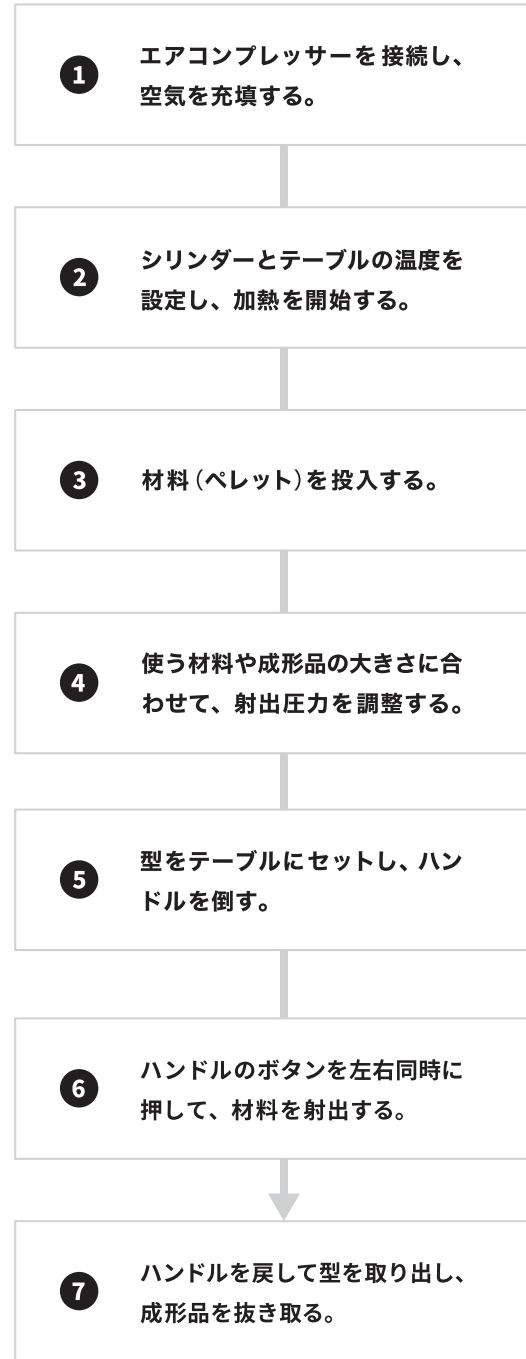 1
エアコンプレッサーを接続し、
空気を充填する。
2
シリンダーとテーブルの温度を
設定し、加熱を開始する。
3
材料(ペレット)を投入する。
4
使う材料や成形品の大きさに合
わせて、射出圧力を調整する。
5
型をテーブルにセットし、ハン
ドルを倒す。
6
ハンドルのボタンを左右同時に
押して、材料を射出する。
7
ハンドルを戻して型を取り出し、
成形品を抜き取る。